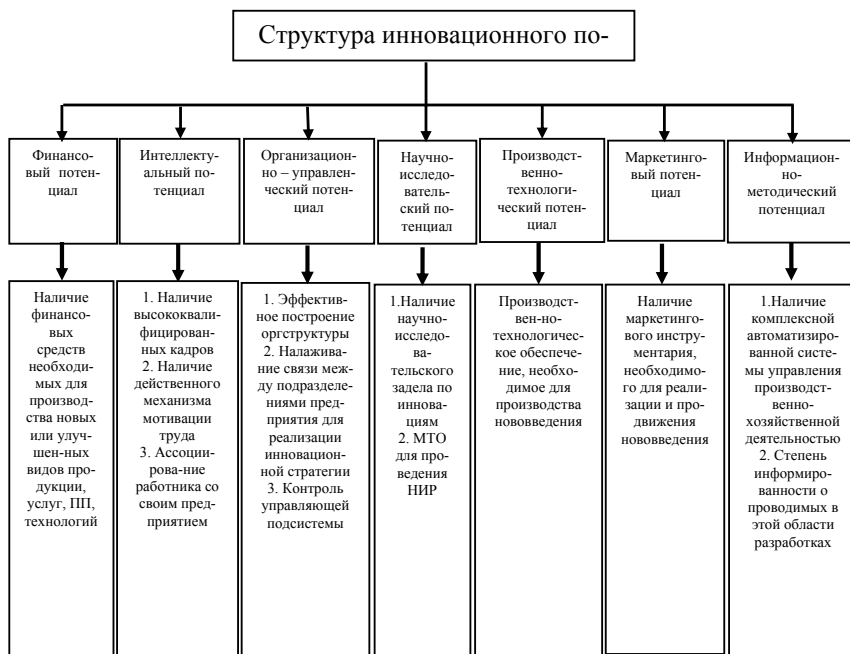 Структура инновационного по-
Финансо-
вый потен-
циал
Интеллекту-
альный по-
тенциал
Организацион-
но – управлен-
ческий потен-
циал
Научно-
исследо-
ватель-
ский по-
тенциал
Производст-
венно-
технологи-
ческий потен-
циал
Маркетинго-
вый потен-
циал
Информацион-
но-
методический
потенциал
Наличие
финансо-
вых
средств
необходи-
мых для
производ-
ства новых
или улуч-
шен-ных
видов про-
дукции,
услуг, ПП,
технологий
1. Наличие
высококвали-
фицирован-
ных кадров
2. Наличие
действенного
механизма
мотивации
труда
3. Ассоции-
рова-ние
работника со
своим пред-
приятием
1. Эффектив-
ное построение
оргструктуры
2. Налажива-
ние связи меж-
ду подразделе-
ниями пред-
приятия для
реализации
инновацион-
ной стратегии
3. Контроль
управляющей
подсистемы
1.Наличие
научно-
исследо-
ва-
тельского
задела по
иннова-
циям
2. МТО
для про-
ведения
НИР
Производст-
вен-но-
технологиче-
ское обеспе-
чение, необхо-
димое для
производства
нововведения
Наличие
маркетинго-
вого инстру-
ментария,
необходимо-
го для реали-
зации и про-
движения
нововведения
1.Наличие
комплексной
автоматизиро-
ванной систе-
мы управления
производст-
венно-
хозяйственной
деятельностью
2. Степень
информиро-
ванности о
проводимых в
этой области
разработках